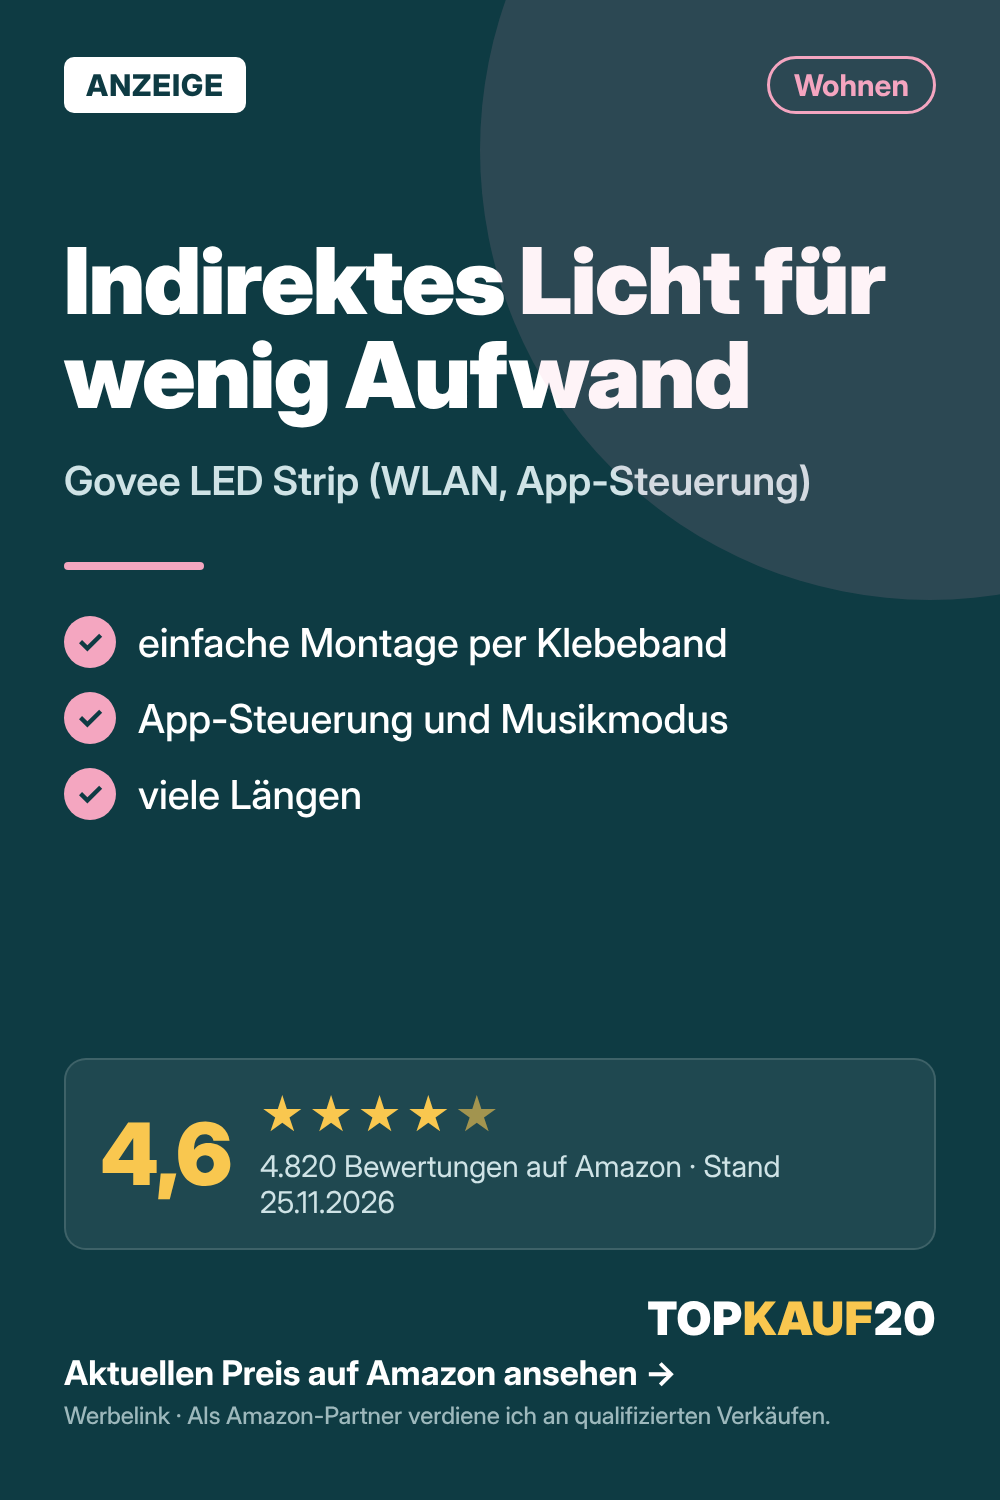 ANZEIGE
Wohnen
Indirektes Licht für
wenig Aufwand
Govee LED Strip (WLAN, App-Steuerung)
einfache Montage per Klebeband
App-Steuerung und Musikmodus
viele Längen
4,6
4.820 Bewertungen auf Amazon · Stand
25.11.2026
TOPKAUF20
Aktuellen Preis auf Amazon ansehen →
Werbelink · Als Amazon-Partner verdiene ich an qualifizierten Verkäufen.